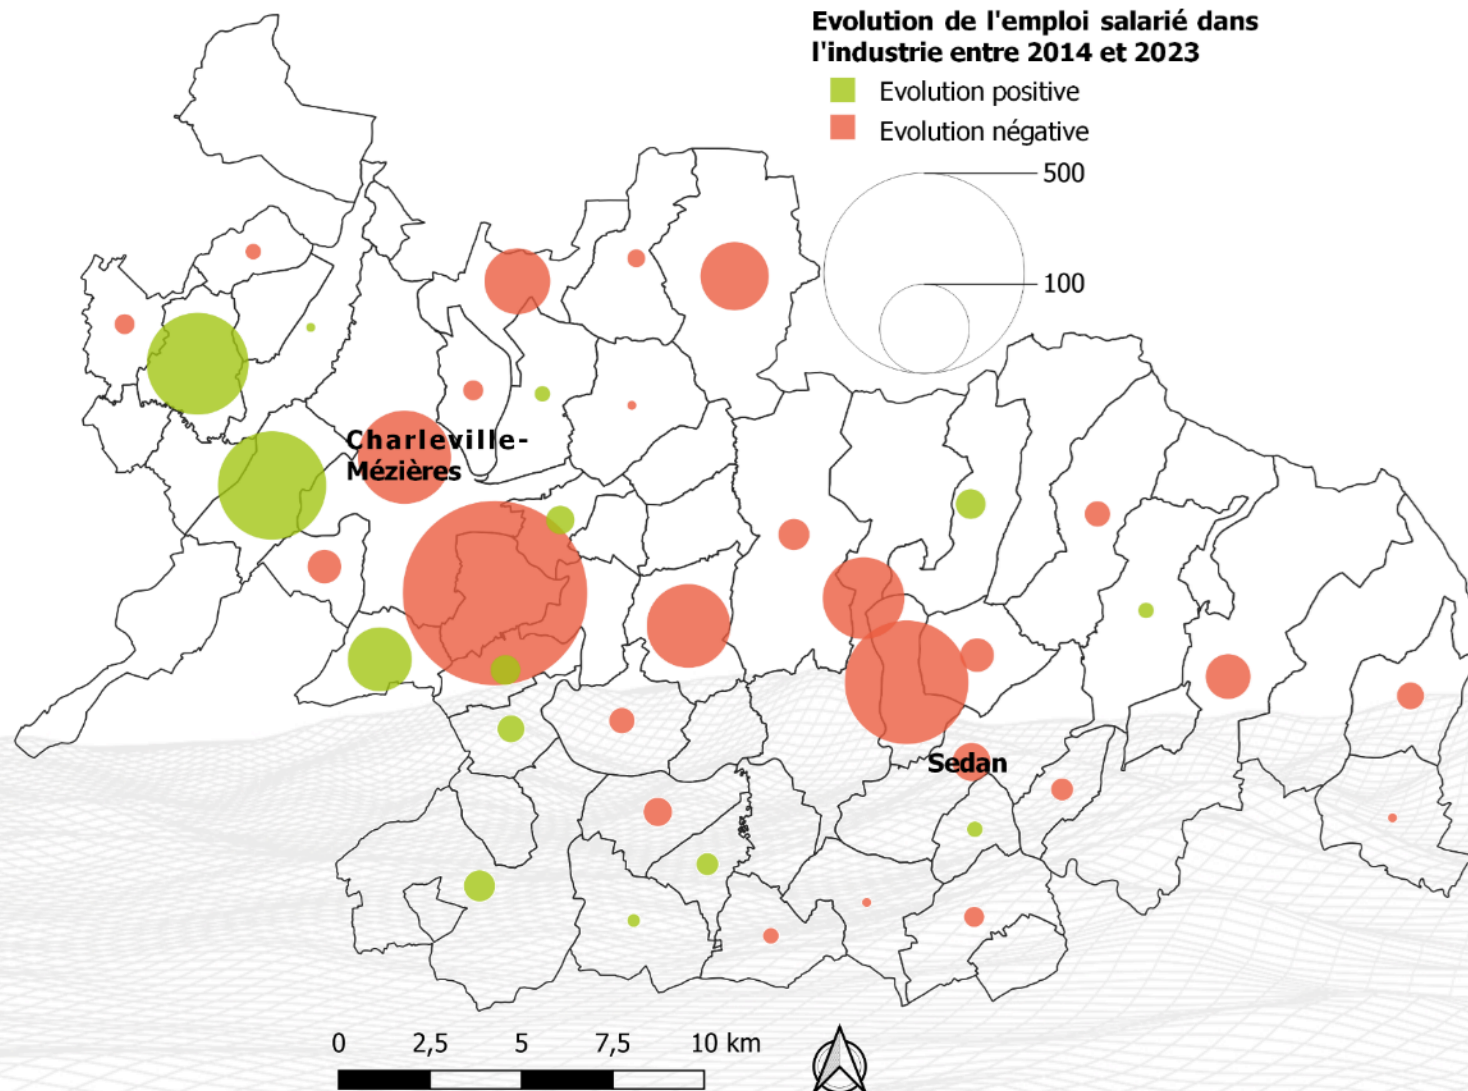 Evolution de l'emploi salarié dans
l'industrie entre 2014 et 2023
Evolution positive
Evolution négative
500
100
Charleville-
Mézières
Sedan
0 2,5 5 7,5 10 km